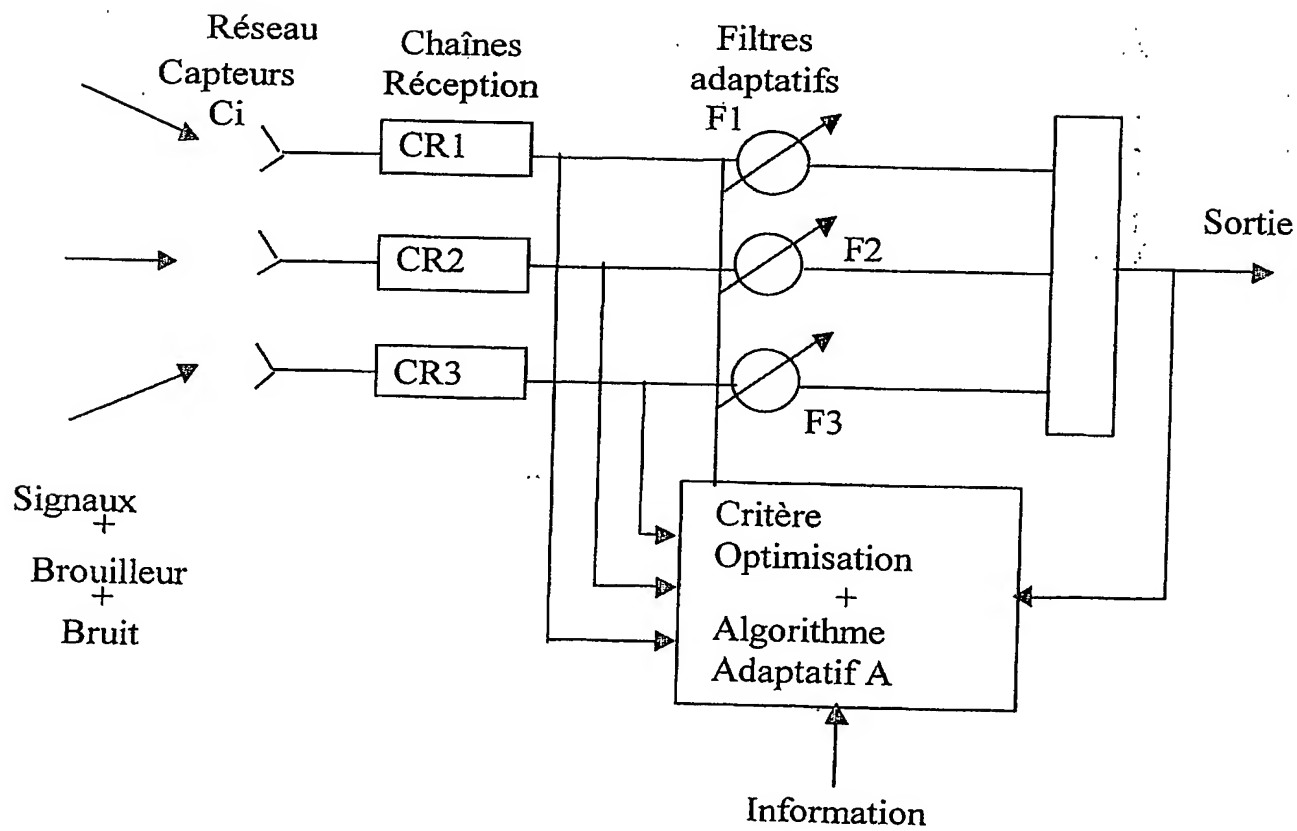 Réseau
Capteurs
Ci
Chaînes
Réception
Filtres
adaptatifs
F1
CR1
CR2
F2
Sortie
CR3
F3
Signaux
+
Brouilleur
+
Bruit
Critère
Optimisation
+
Algorithme
Adaptatif A
Information